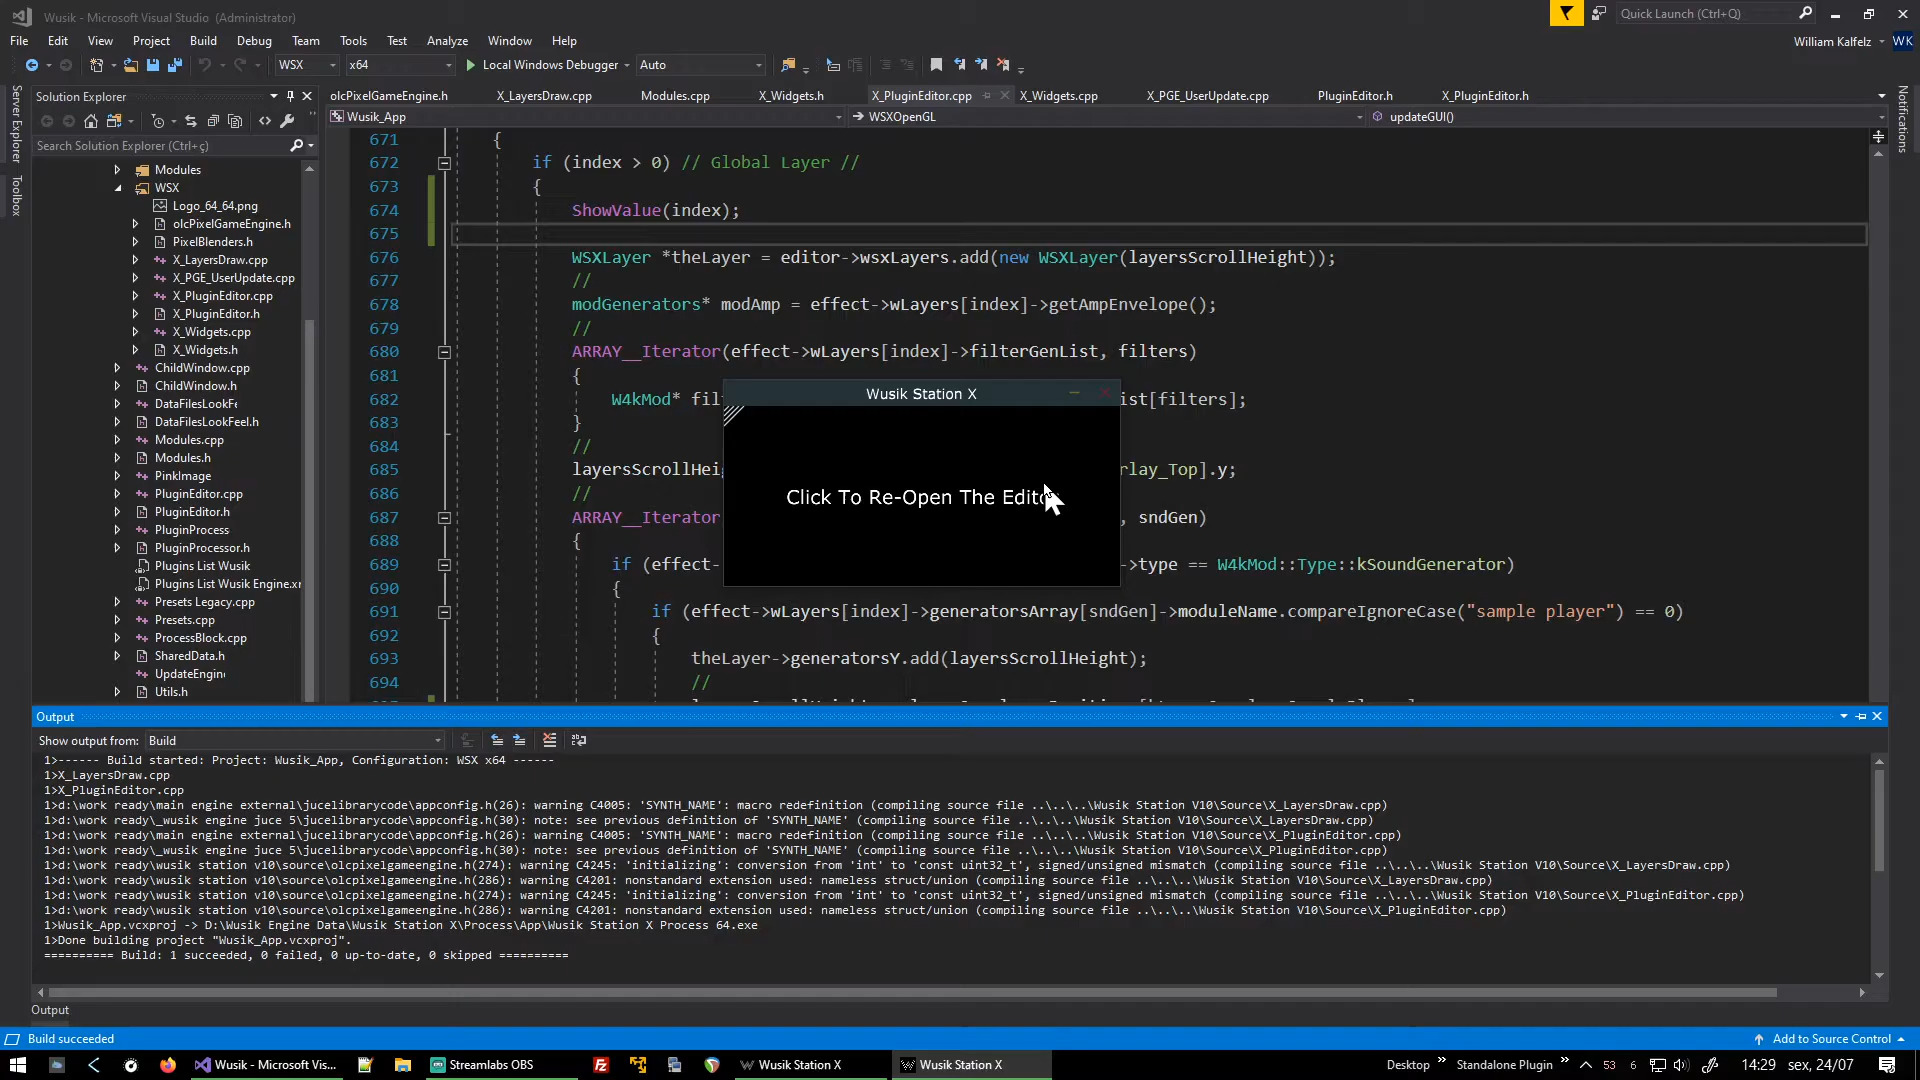 Wusik - Microsoft Visual Studio (Administrator)
Quick Launch (Ctrl+Q)
File Edit View Project Build Debug Team Tools Test Analyze Window Help
William Kalfelz WK
WSX x64 Local Windows Debugger Auto
Server Explorer
Toolbox
Notifications
Solution Explorer
olcPixelGameEngine.h X_LayersDraw.cpp Modules.cpp X_Widgets.h X_PluginEditor.cpp X_Widgets.cpp X_PGE_UserUpdate.cpp PluginEditor.h X_PluginEditor.h
Wusik_App WSXOpenGL updateGUI()
Search Solution Explorer (Ctrl+ç)
Modules
WSX
Logo_64_64.png
olcPixelGameEngine.h
PixelBlenders.h
X_LayersDraw.cpp
X_PGE_UserUpdate.cpp
X_PluginEditor.cpp
X_PluginEditor.h
X_Widgets.cpp
X_Widgets.h
ChildWindow.cpp
ChildWindow.h
DataFilesLookFe
DataFilesLookFeel.h
Modules.cpp
Modules.h
PinkImage
PluginEditor.cpp
PluginEditor.h
PluginProcess
PluginProcessor.h
Plugins List Wusik
Plugins List Wusik Engine.xr
Presets Legacy.cpp
Presets.cpp
ProcessBlock.cpp
SharedData.h
UpdateEngine
Utils.h
671 {
672 if (index > 0) // Global Layer //
673 {
674 ShowValue(index);
675
676 WSXLayer *theLayer = editor->wsxLayers.add(new WSXLayer(layersScrollHeight));
677 //
678 modGenerators* modAmp = effect->wLayers[index]->getAmpEnvelope();
679 //
680 ARRAY__Iterator(effect->wLayers[index]->filterGenList, filters)
681 {
682 W4kMod* fil ist[filters];
683 }
684 //
685 layersScrollHei rlay_Top].y;
686 //
687 ARRAY__Iterator , sndGen)
688 {
689 if (effect- ->type == W4kMod::Type::kSoundGenerator)
690 {
691 if (effect->wLayers[index]->generatorsArray[sndGen]->moduleName.compareIgnoreCase("sample player") == 0)
692 {
693 theLayer->generatorsY.add(layersScrollHeight);
694 //
Wusik Station X
Click To Re-Open The Edito
Output
Show output from: Build
1>------ Build started: Project: Wusik_App, Configuration: WSX x64 ------
1>X_LayersDraw.cpp
1>X_PluginEditor.cpp
1>d:\work ready\main engine external\jucelibrarycode\appconfig.h(26): warning C4005: 'SYNTH_NAME': macro redefinition (compiling source file ..\..\..\Wusik Station V10\Source\X_LayersDraw.cpp)
1>d:\work ready\_wusik engine juce 5\jucelibrarycode\appconfig.h(30): note: see previous definition of 'SYNTH_NAME' (compiling source file ..\..\..\Wusik Station V10\Source\X_LayersDraw.cpp)
1>d:\work ready\main engine external\jucelibrarycode\appconfig.h(26): warning C4005: 'SYNTH_NAME': macro redefinition (compiling source file ..\..\..\Wusik Station V10\Source\X_PluginEditor.cpp)
1>d:\work ready\_wusik engine juce 5\jucelibrarycode\appconfig.h(30): note: see previous definition of 'SYNTH_NAME' (compiling source file ..\..\..\Wusik Station V10\Source\X_PluginEditor.cpp)
1>d:\work ready\wusik station v10\source\olcpixelgameengine.h(274): warning C4245: 'initializing': conversion from 'int' to 'const uint32_t', signed/unsigned mismatch (compiling source file ..\..\..\Wusik Station V10\Source\X_LayersDraw.cpp)
1>d:\work ready\wusik station v10\source\olcpixelgameengine.h(286): warning C4201: nonstandard extension used: nameless struct/union (compiling source file ..\..\..\Wusik Station V10\Source\X_LayersDraw.cpp)
1>d:\work ready\wusik station v10\source\olcpixelgameengine.h(274): warning C4245: 'initializing': conversion from 'int' to 'const uint32_t', signed/unsigned mismatch (compiling source file ..\..\..\Wusik Station V10\Source\X_PluginEditor.cpp)
1>d:\work ready\wusik station v10\source\olcpixelgameengine.h(286): warning C4201: nonstandard extension used: nameless struct/union (compiling source file ..\..\..\Wusik Station V10\Source\X_PluginEditor.cpp)
1>Wusik_App.vcxproj -> D:\Wusik Engine Data\Wusik Station X\Process\App\Wusik Station X Process 64.exe
1>Done building project "Wusik_App.vcxproj".
========== Build: 1 succeeded, 0 failed, 0 up-to-date, 0 skipped ==========
Output
Build succeeded Add to Source Control
Wusik - Microsoft Vis... Streamlabs OBS Wusik Station X Wusik Station X Desktop Standalone Plugin 53 6 14:29 sex, 24/07